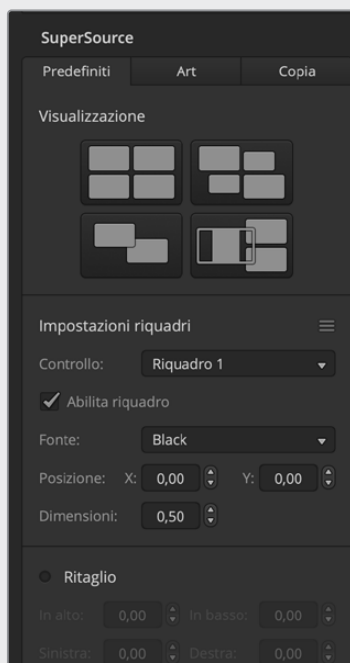 SuperSource
Predefiniti Art Copia
Visualizzazione
Impostazioni riquadri
Controllo: Riquadro 1
Abilita riquadro
Fonte: Black
Posizione: X: 0,00 Y: 0,00
Dimensioni: 0,50
Ritaglio
In alto: 0,00 In basso: 0,00
Sinistra: 0,00 Destra: 0,00